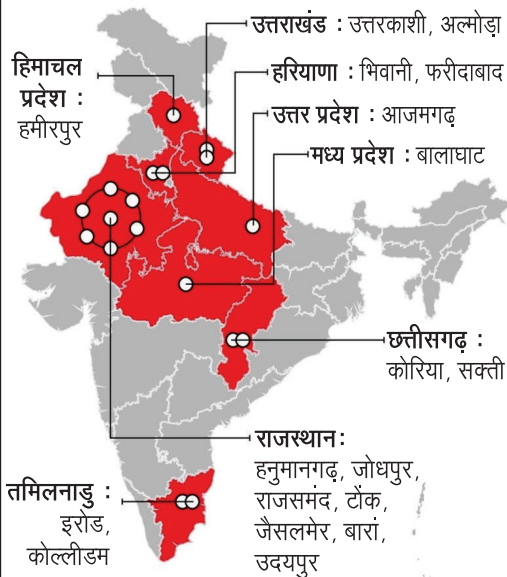 उत्तराखंड : उत्तरकाशी, अल्मोड़ा
हिमाचल
प्रदेश :
हमीरपुर
हरियाणा : भिवानी, फरीदाबाद
उत्तर प्रदेश : आजमगढ़
मध्य प्रदेश : बालाघाट
छत्तीसगढ़ :
कोरिया, सक्ती
राजस्थान:
हनुमानगढ़, जोधपुर,
राजसमंद, टोंक,
जैसलमेर, बारां,
उदयपुर
तमिलनाडु :
इरोड,
कोल्लीडम